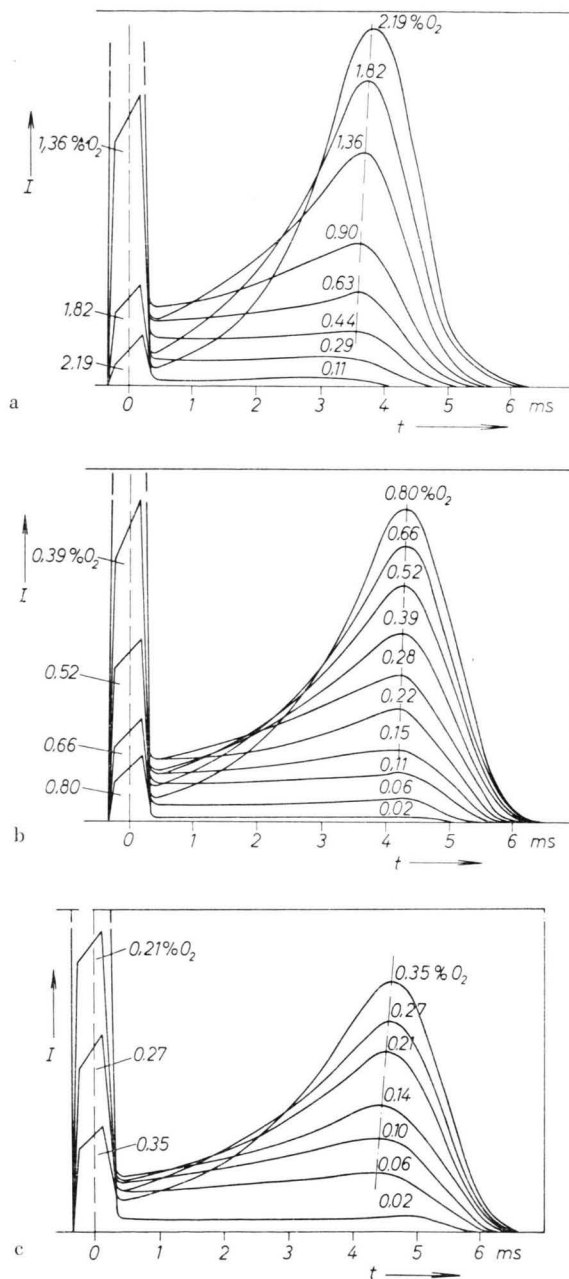 2.19 % O2
1,82
1,36
1,36 % O2
I
0.90
0.63
1.82
0.44
0.29
2.19
0.11
a
0 1 2 3 4 5 6 ms
t
0.80 % O2
0.66
0,39 % O2
0.52
I
0.39
0.28
0.52
0.22
0.15
0.66
0.11
0.80
0.06
0.02
b
0 1 2 3 4 5 6 ms
t
0,21 % O2
0.35 % O2
I
0.27
0.27
0.21
0.14
0.35
0.10
0.06
0.02
c
0 1 2 3 4 5 6 ms
t